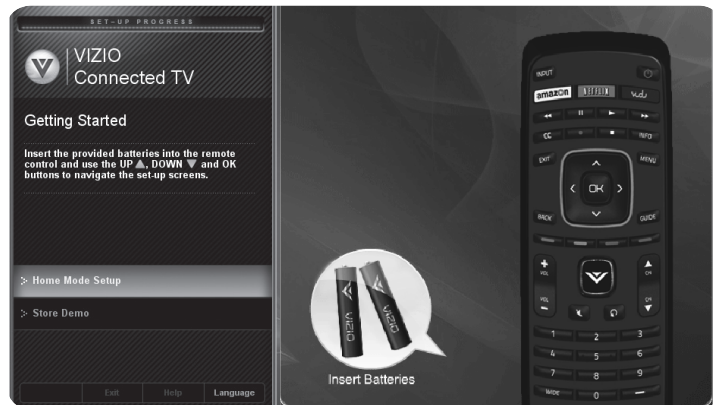 SET-UP PROGRESS
VIZIO
Connected TV
Getting Started
Insert the provided batteries into the remote
control and use the UP ▲, DOWN ▼ and OK
buttons to navigate the set-up screens.
> Home Mode Setup
> Store Demo
Exit Help Language
VIZIO
VIZIO
Insert Batteries
INPUT
amazon NETFLIX vudu
CC INFO
EXIT MENU
OK
BACK GUIDE
+
VOL CH
VOL CH
−
1 2 3
4 5 6
7 8 9
WIDE 0 —